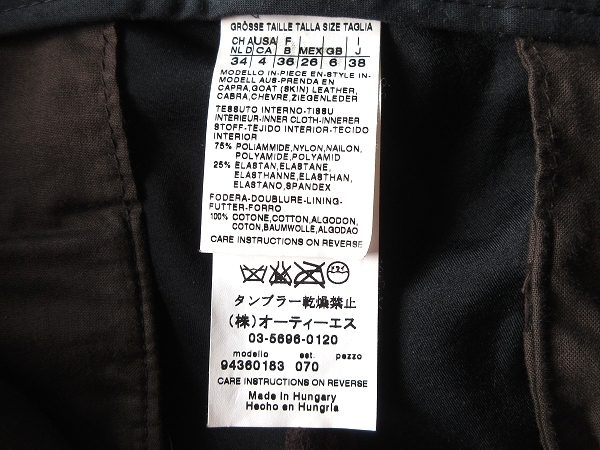 GRÖSSE TAILLE TALLA SIZE TAGLIA
CH A USA F I
NL D CA B MEX GB J
34 4 36 26 6 38
MODELLO IN-PIECE EN-STYLE IN-
MODELL AUS-PRENDA EN
CAPRA,GOAT (SKIN) LEATHER,
CABRA,CHEVRE,ZIEGENLEDER
TESSUTO INTERNO-TISSU
INTERIEUR-INNER CLOTH-INNERER
STOFF-TEJIDO INTERIOR-TECIDO
INTERIOR
75% POLIAMMIDE,NYLON,NAILON,
POLYAMIDE,POLYAMID
25% ELASTAN,ELASTANE,
ELASTHANNE,ELASTHAN,
ELASTANO,SPANDEX
FODERA-DOUBLURE-LINING-
FUTTER-FORRO
100% COTONE,COTTON,ALGODON,
COTON,BAUMWOLLE,ALGODAO
CARE INSTRUCTIONS ON REVERSE
タンブラー乾燥禁止
(株)オーティーエス
03-5696-0120
modello est. pezzo
94360183 070
CARE INSTRUCTIONS ON REVERSE
Made in Hungary
Hecho en Hungria